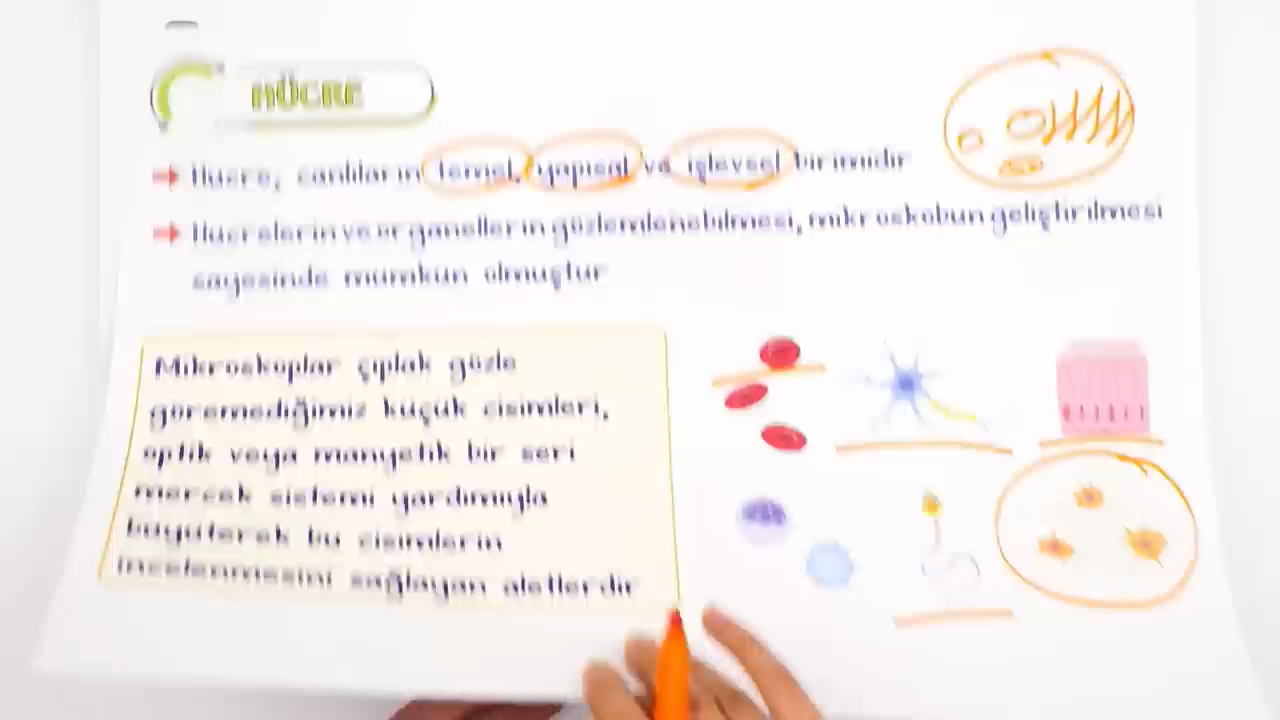 HÜCRE
Hücre, canlıların temel, yapısal ve işlevsel birimidir
Hücrelerin ve organellerin gözlemlenebilmesi, mikroskobun geliştirilmesi
sayesinde mümkün olmuştur
Mikroskoplar çıplak gözle
göremediğimiz küçük cisimleri,
optik veya manyetik bir seri
mercek sistemi yardımıyla
büyüterek bu cisimlerin
incelenmesini sağlayan aletlerdir